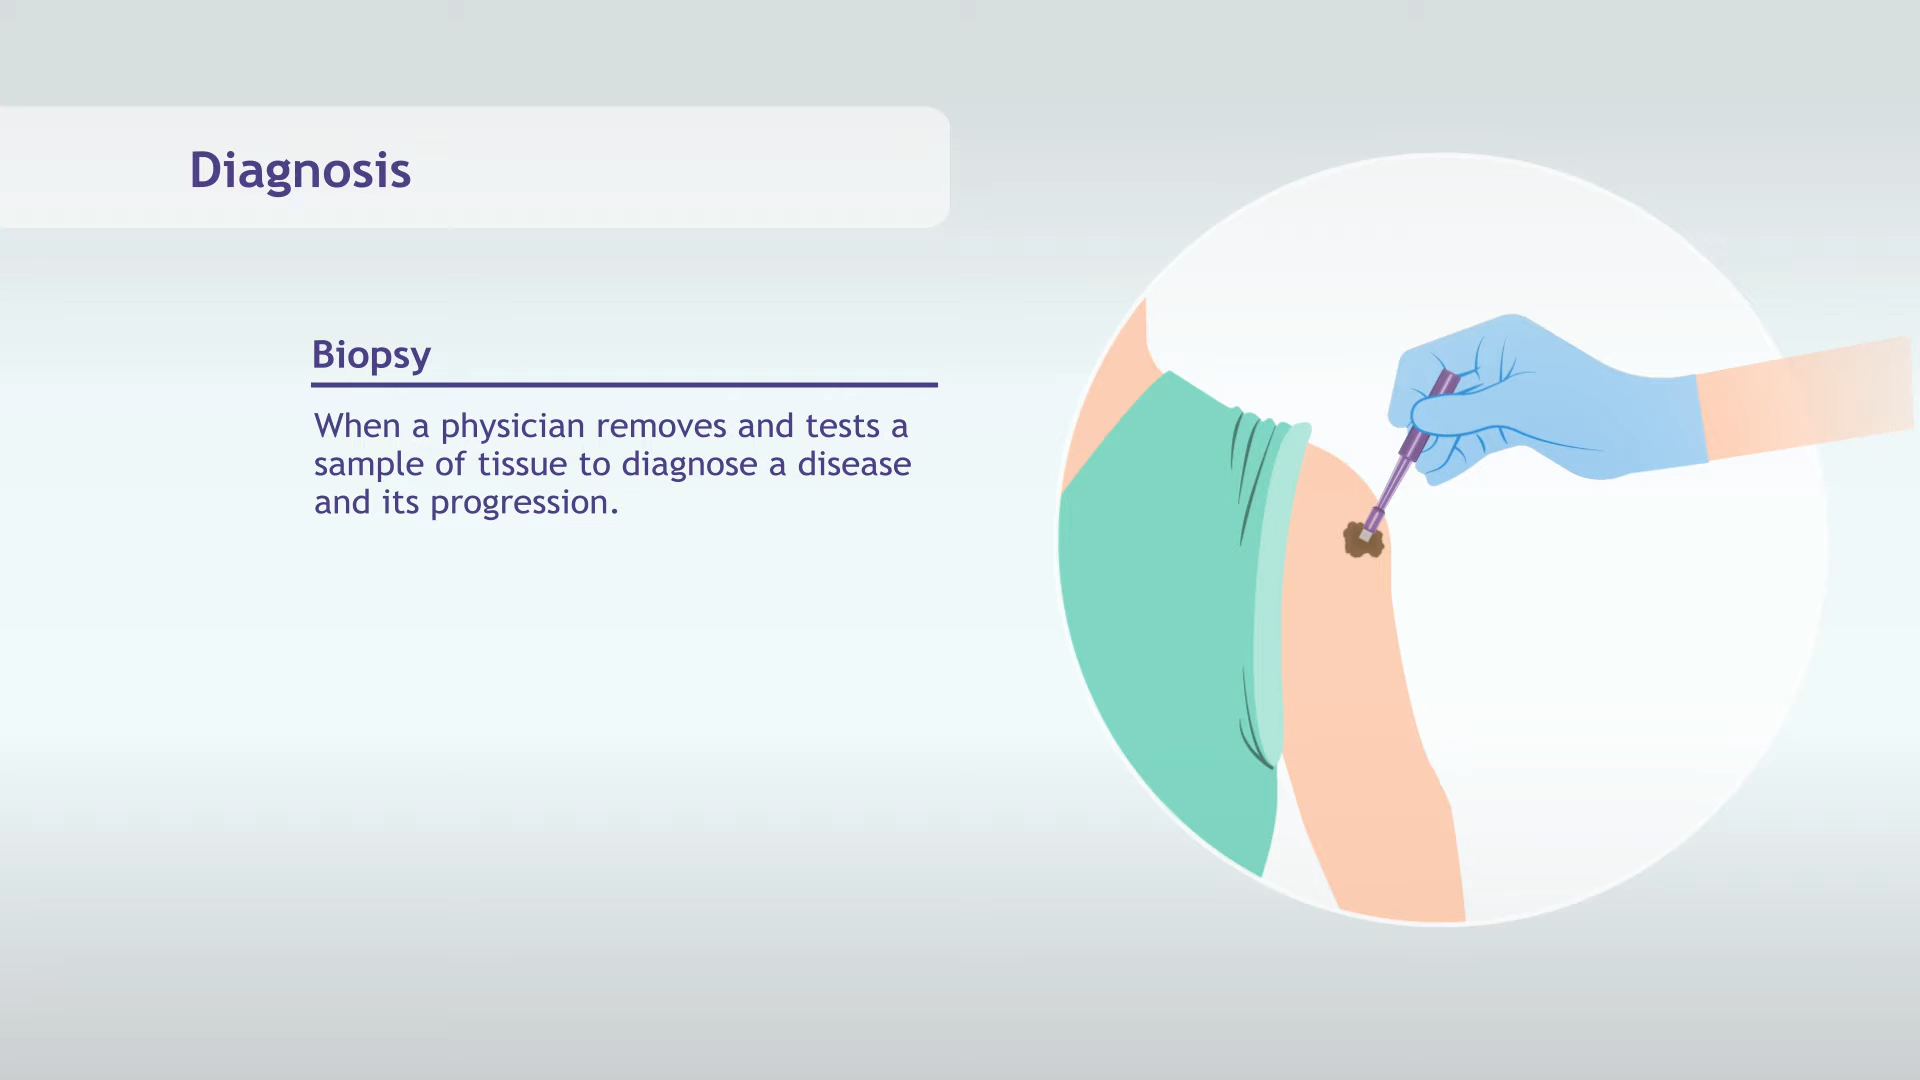 Diagnosis
Biopsy
When a physician removes and tests a
sample of tissue to diagnose a disease
and its progression.